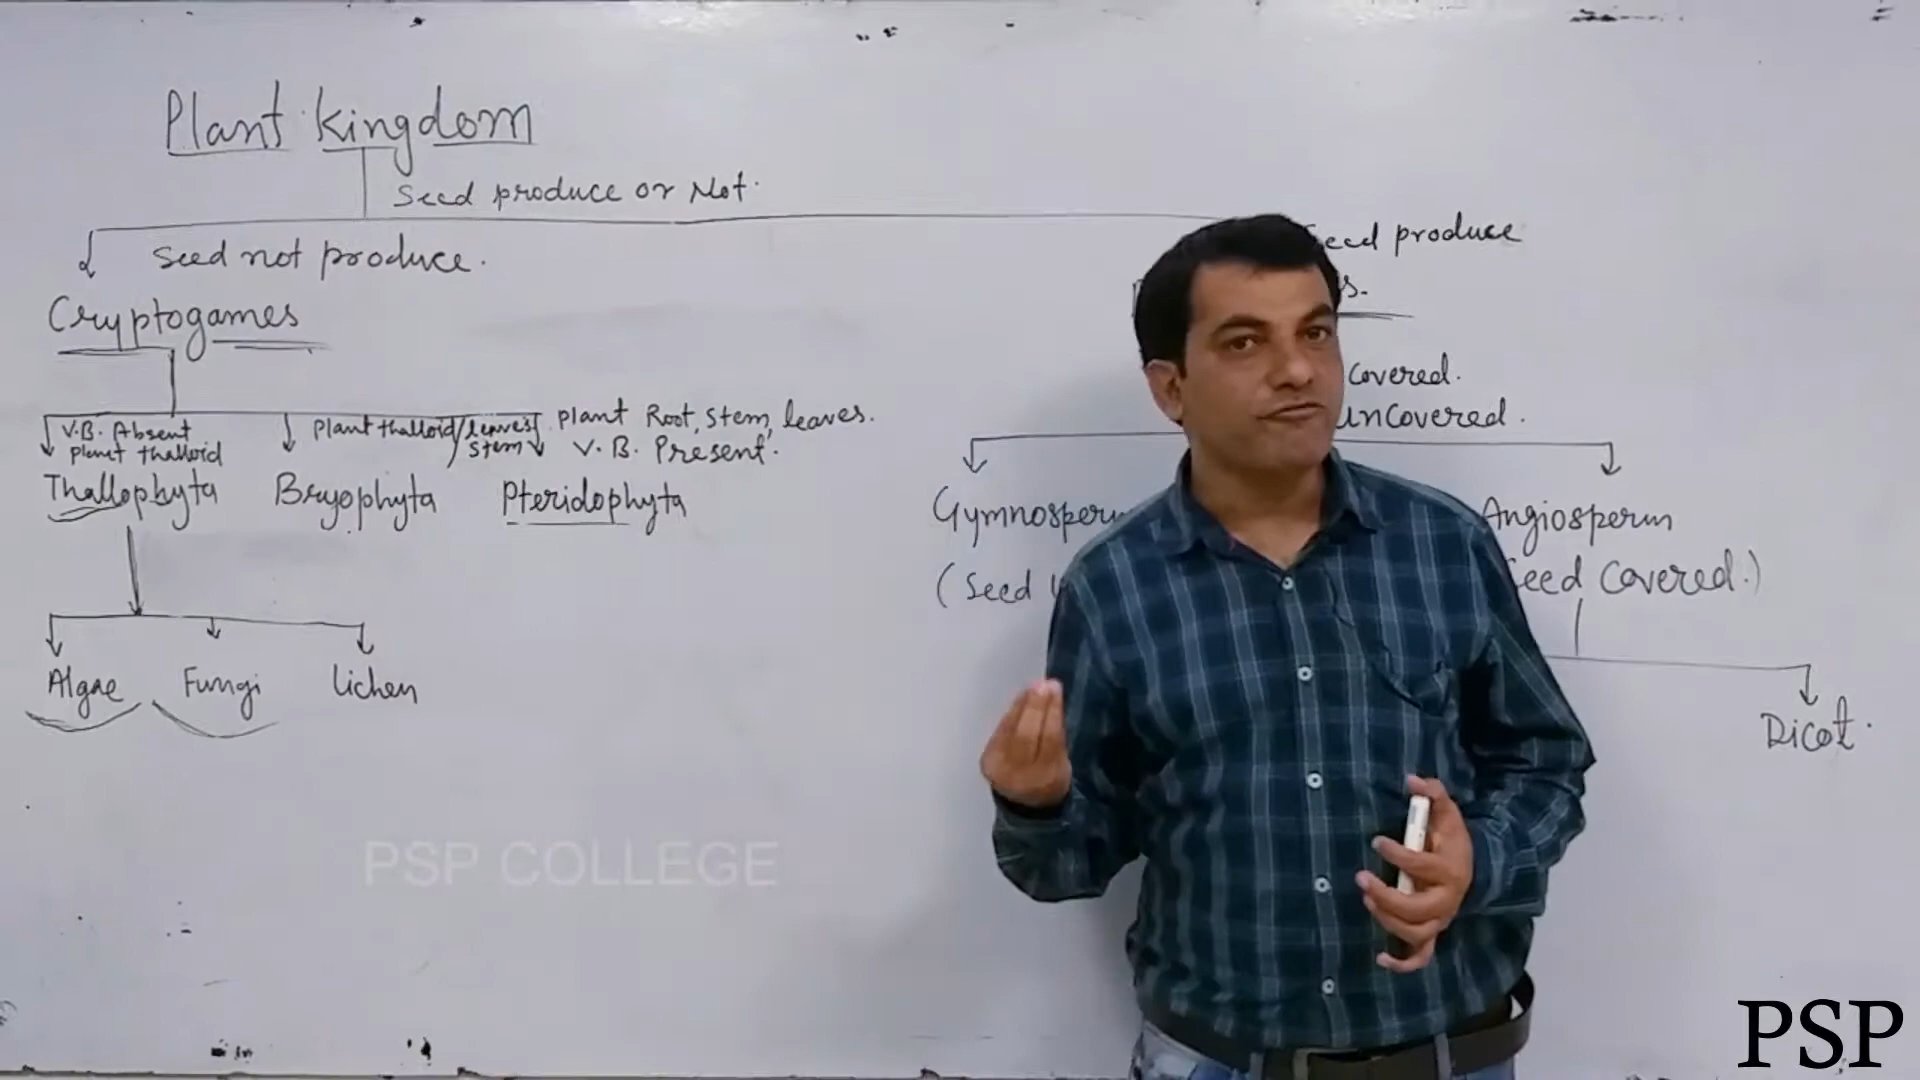 Plant kingdom
Seed produce or Not.
Seed not produce.
Seed produce
Cryptogames
s.
covered.
uncovered.
V.B. Absent
plant thalloid
Plant thalloid/leaves
stem
plant Root, stem, leaves.
V.B. Present.
Thallophyta
Bryophyta
Pteridophyta
Gymnosperm
Angiosperm
(Seed
Seed Covered.)
Algae
Fungi
lichen
Dicot.
PSP COLLEGE
PSP